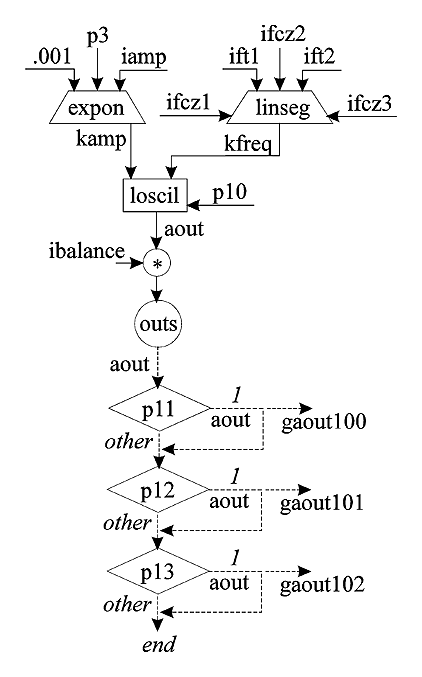 .001
p3
iamp
expon
kamp
ifcz1
ift1
ifcz2
ift2
linseg
ifcz3
kfreq
loscil
p10
aout
ibalance
*
outs
aout
p11
1
aout
gaout100
other
p12
1
aout
gaout101
other
p13
1
aout
gaout102
other
end